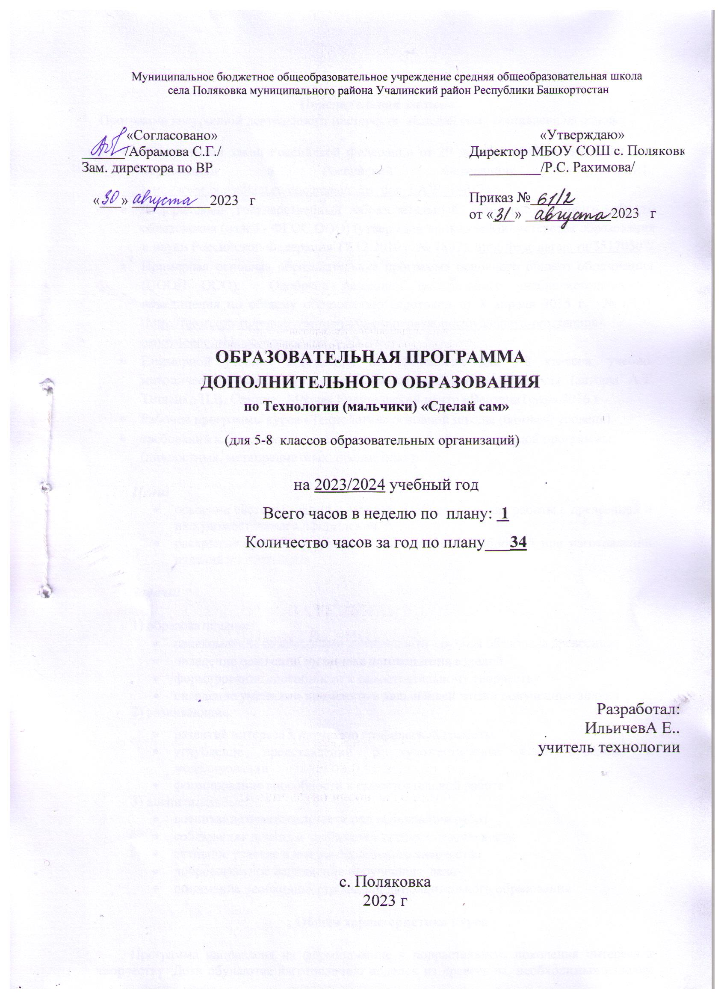 Муниципальное бюджетное общеобразовательное учреждение средняя общеобразовательная школа
села Поляковка муниципального района Учалинский район Республики Башкортостан
«Согласовано»
______/Абрамова С.Г./
Зам. директора по ВР
«30» августа 2023 г
«Утверждаю»
Директор МБОУ СОШ с. Поляковк
__________/Р.С. Рахимова/
Приказ № 61/2
от «31» августа 2023 г
ОБРАЗОВАТЕЛЬНАЯ ПРОГРАММА
ДОПОЛНИТЕЛЬНОГО ОБРАЗОВАНИЯ
по Технологии (мальчики) «Сделай сам»
(для 5-8 классов образовательных организаций)
на 2023/2024 учебный год
Всего часов в неделю по плану: 1
Количество часов за год по плану___34
Разработал:
ИльичевА Е..
учитель технологии
с. Поляковка
2023 г